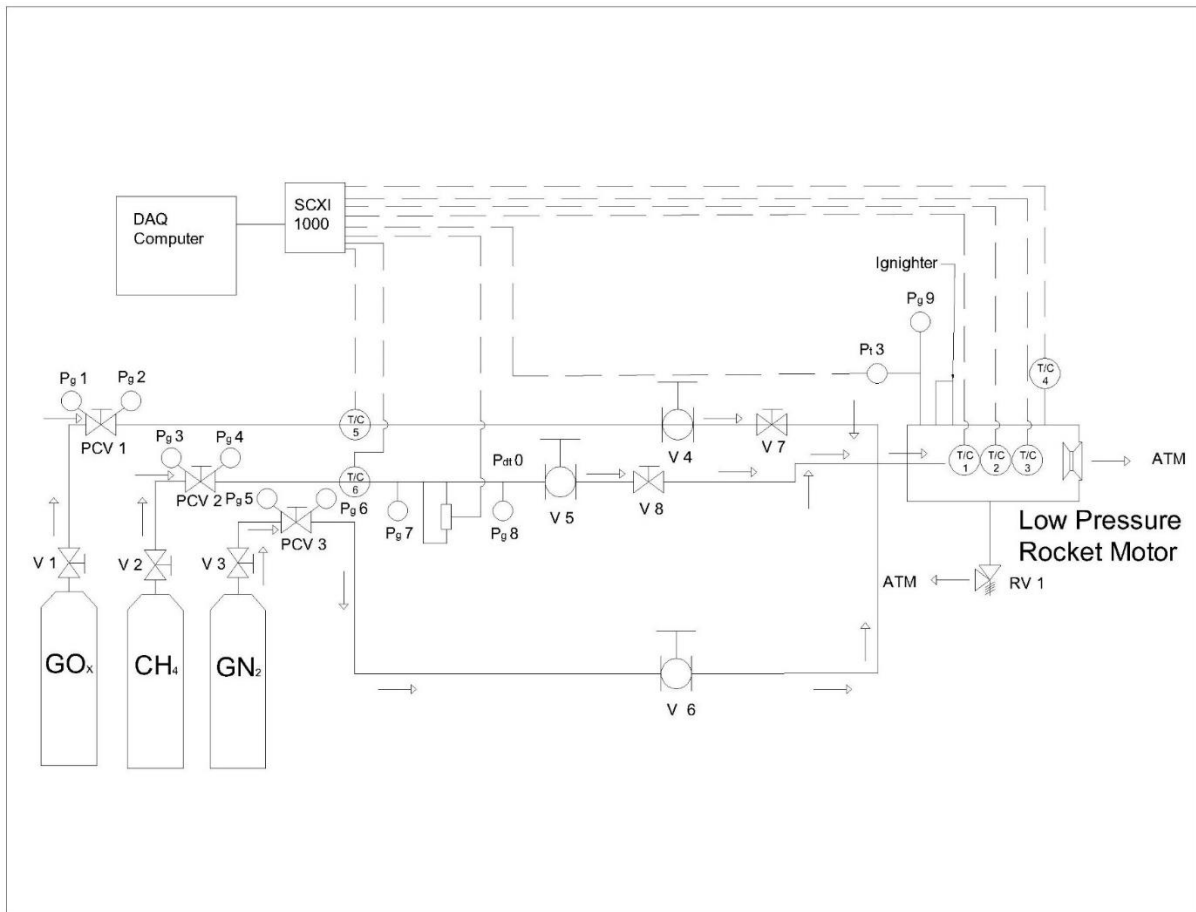 DAQ
Computer
SCXI
1000
Ignighter
Pg 9
Pt 3
T/C
4
Pg 1
Pg 2
PCV 1
T/C
5
V 4
V 7
T/C
1
T/C
2
T/C
3
ATM
Pg 3
Pg 4
PCV 2
T/C
6
Pdt 0
V 5
V 8
Pg 5
Pg 6
PCV 3
Pg 7
Pg 8
Low Pressure
Rocket Motor
ATM
RV 1
V 1
V 2
V 3
GOx
CH4
GN2
V 6